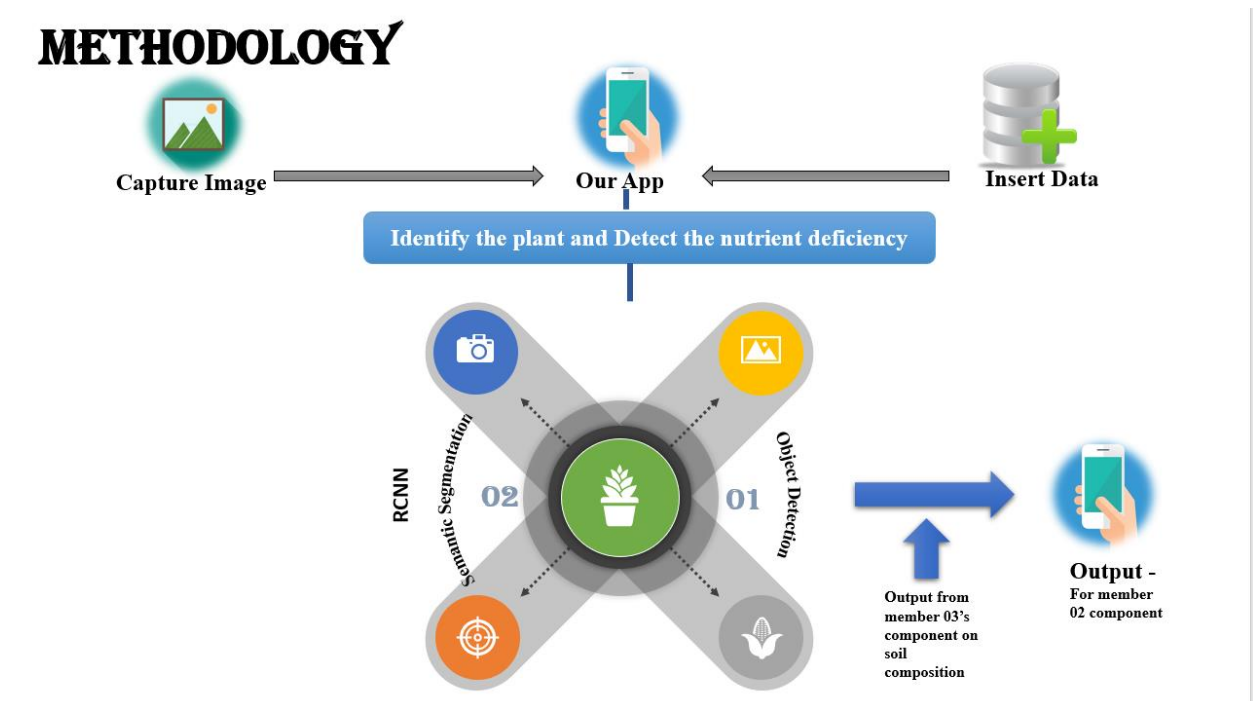 METHODOLOGY
Capture Image
Our App
Insert Data
Identify the plant and Detect the nutrient deficiency
RCNN
Semantic Segmentation
02
01
Object Detection
Output from
member 03's
component on
soil
composition
Output -
For member
02 component